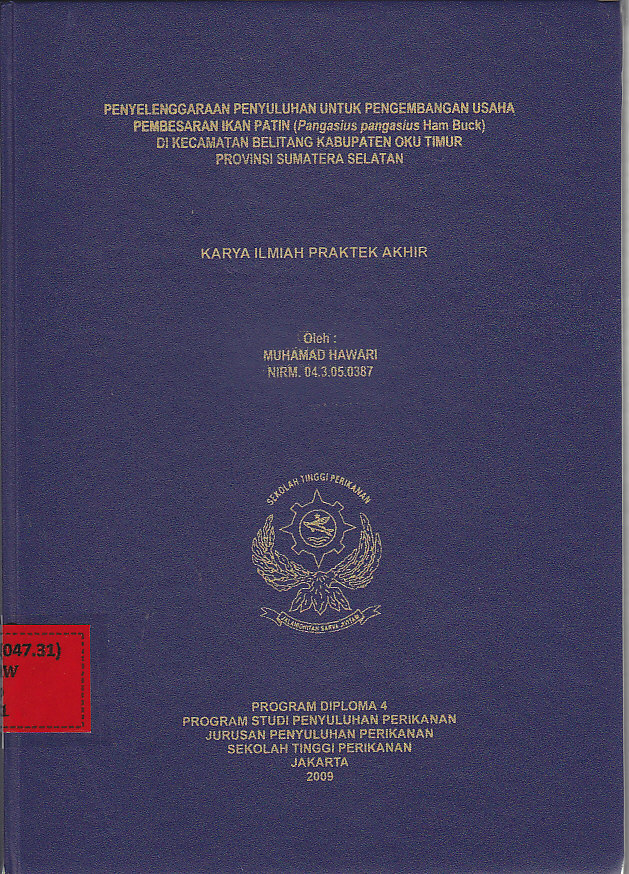 PENYELENGGARAAN PENYULUHAN UNTUK PENGEMBANGAN USAHA
PEMBESARAN IKAN PATIN (Pangasius pangasius Ham Buck)
DI KECAMATAN BELITANG KABUPATEN OKU TIMUR
PROVINSI SUMATERA SELATAN
KARYA ILMIAH PRAKTEK AKHIR
Oleh :
MUHAMAD HAWARI
NIRM. 04.3.05.0387
SEKOLAH TINGGI PERIKANAN
(047.31)
W
1
PROGRAM DIPLOMA 4
PROGRAM STUDI PENYULUHAN PERIKANAN
JURUSAN PENYULUHAN PERIKANAN
SEKOLAH TINGGI PERIKANAN
JAKARTA
2009